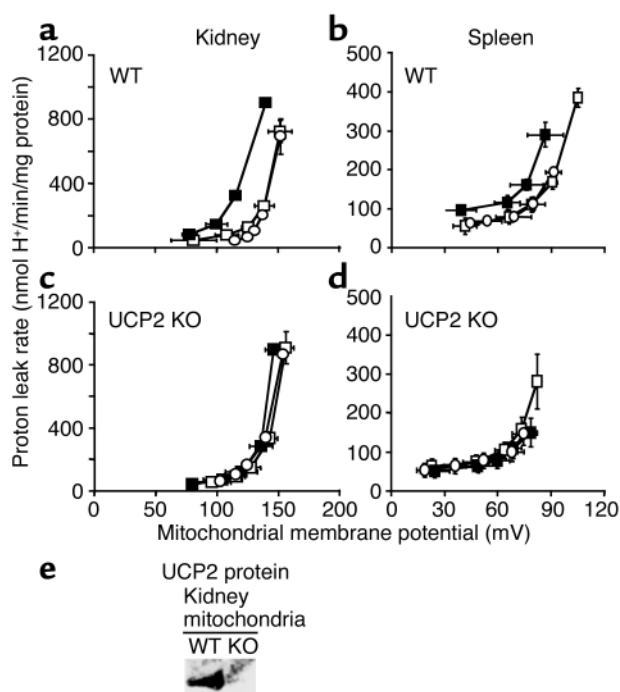 a Kidney b Spleen
1200 WT 500 WT
800 400
300
400 200
100
0 0
c d
1200 UCP2 KO 500 UCP2 KO
400
800 300
400 200
100
0 0
0 50 100 150 200 0 30 60 90 120
Proton leak rate (nmol H⁺/min/mg protein)
Mitochondrial membrane potential (mV)
e
UCP2 protein
Kidney
mitochondria
WT KO